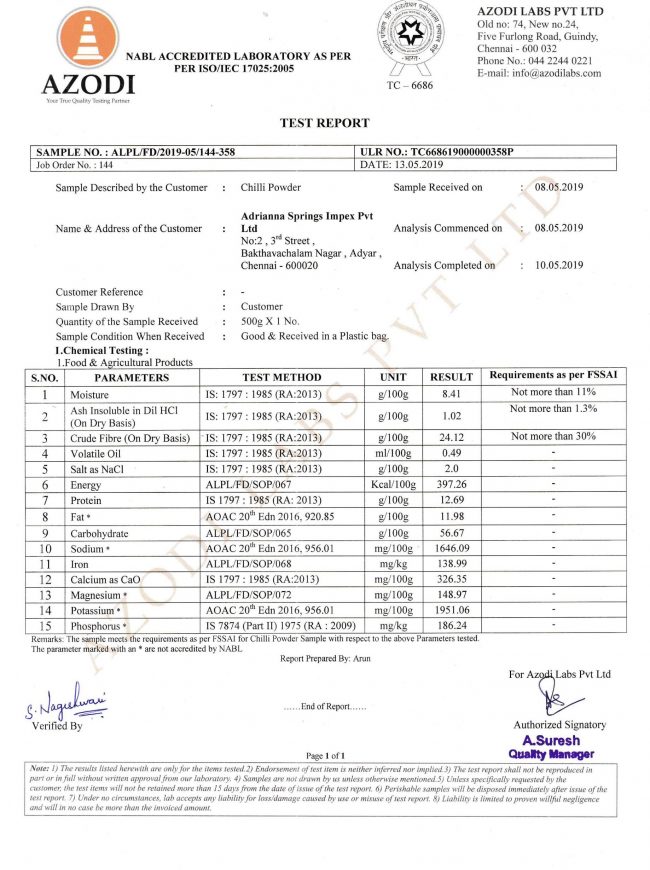 AZODI
Your True Quality Testing Partner
NABL ACCREDITED LABORATORY AS PER
PER ISO/IEC 17025:2005
TC – 6686
AZODI LABS PVT LTD
Old no: 74, New no.24,
Five Furlong Road, Guindy,
Chennai - 600 032
Phone No.: 044 2244 0221
E-mail: info@azodilabs.com
TEST REPORT
SAMPLE NO. : ALPL/FD/2019-05/144-358 ULR NO.: TC668619000000358P
Job Order No. : 144 DATE: 13.05.2019
Sample Described by the Customer : Chilli Powder Sample Received on : 08.05.2019
Name & Address of the Customer : Adrianna Springs Impex Pvt Ltd Analysis Commenced on : 08.05.2019
No:2 , 3rd Street ,
Bakthavachalam Nagar , Adyar ,
Chennai - 600020 Analysis Completed on : 10.05.2019
Customer Reference : -
Sample Drawn By : Customer
Quantity of the Sample Received : 500g X 1 No.
Sample Condition When Received : Good & Received in a Plastic bag.
I.Chemical Testing :
1.Food & Agricultural Products
S.NO. PARAMETERS TEST METHOD UNIT RESULT Requirements as per FSSAI
1 Moisture IS: 1797 : 1985 (RA:2013) g/100g 8.41 Not more than 11%
2 Ash Insoluble in Dil HCl (On Dry Basis) IS: 1797 : 1985 (RA:2013) g/100g 1.02 Not more than 1.3%
3 Crude Fibre (On Dry Basis) IS: 1797 : 1985 (RA:2013) g/100g 24.12 Not more than 30%
4 Volatile Oil IS: 1797 : 1985 (RA:2013) ml/100g 0.49 -
5 Salt as NaCl IS: 1797 : 1985 (RA:2013) g/100g 2.0 -
6 Energy ALPL/FD/SOP/067 Kcal/100g 397.26 -
7 Protein IS 1797 : 1985 (RA:2013) g/100g 12.69 -
8 Fat * AOAC 20th Edn 2016, 920.85 g/100g 11.98 -
9 Carbohydrate ALPL/FD/SOP/065 g/100g 56.67 -
10 Sodium * AOAC 20th Edn 2016, 956.01 mg/100g 1646.09 -
11 Iron ALPL/FD/SOP/068 mg/kg 138.99 -
12 Calcium as CaO IS 1797 : 1985 (RA:2013) mg/100g 326.35 -
13 Magnesium * ALPL/FD/SOP/072 mg/100g 148.97 -
14 Potassium * AOAC 20th Edn 2016, 956.01 mg/100g 1951.06 -
15 Phosphorus * IS 7874 (Part II) 1975 (RA : 2009) mg/kg 186.24 -
Remarks: The sample meets the requirements as per FSSAI for Chilli Powder Sample with respect to the above Parameters tested.
The parameter marked with an * are not accredited by NABL
Report Prepared By: Arun
For Azodi Labs Pvt Ltd
S. Nageshwari
......End of Report......
Verified By
Authorized Signatory
A.Suresh
Quality Manager
Page 1 of 1
Note: 1) The results listed herewith are only for the items tested.2) Endorsement of test item is neither inferred nor implied.3) The test report shall not be reproduced in
part or in full without written approval from our laboratory. 4) Samples are not drawn by us unless otherwise mentioned.5) Unless specifically requested by the
customer, the test items will not be retained more than 15 days from the date of issue of the test report. 6) Perishable samples will be disposed immediately after issue of the
test report. 7) Under no circumstances, lab accepts any liability for loss/damage caused by use or misuse of test report. 8) Liability is limited to proven willful negligence
and will in no case be more than the invoiced amount.
AZODI LABS PVT LTD